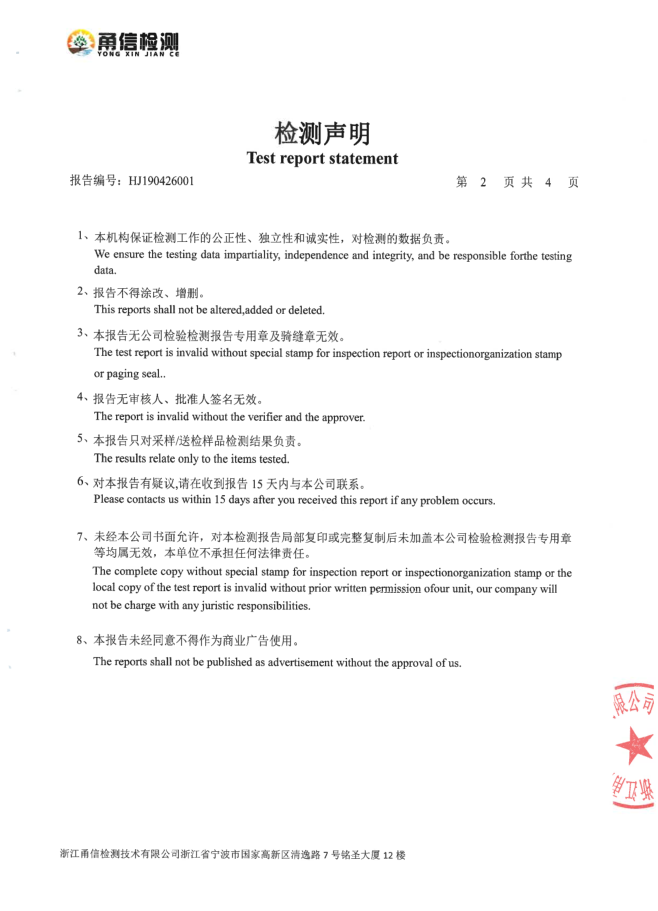 甬信检测
YONG XIN JIAN CE
检测声明
Test report statement
报告编号：HJ190426001
第 2 页 共 4 页
1、本机构保证检测工作的公正性、独立性和诚实性，对检测的数据负责。
We ensure the testing data impartiality, independence and integrity, and be responsible forthe testing
data.
2、报告不得涂改、增删。
This reports shall not be altered,added or deleted.
3、本报告无公司检验检测报告专用章及骑缝章无效。
The test report is invalid without special stamp for inspection report or inspectionorganization stamp
or paging seal..
4、报告无审核人、批准人签名无效。
The report is invalid without the verifier and the approver.
5、本报告只对采样/送检样品检测结果负责。
The results relate only to the items tested.
6、对本报告有疑议,请在收到报告 15 天内与本公司联系。
Please contacts us within 15 days after you received this report if any problem occurs.
7、未经本公司书面允许，对本检测报告局部复印或完整复制后未加盖本公司检验检测报告专用章
等均属无效，本单位不承担任何法律责任。
The complete copy without special stamp for inspection report or inspectionorganization stamp or the
local copy of the test report is invalid without prior written permission ofour unit, our company will
not be charge with any juristic responsibilities.
8、本报告未经同意不得作为商业广告使用。
The reports shall not be published as advertisement without the approval of us.
限公司
浙江
浙江甬信检测技术有限公司浙江省宁波市国家高新区清逸路 7 号铭圣大厦 12 楼